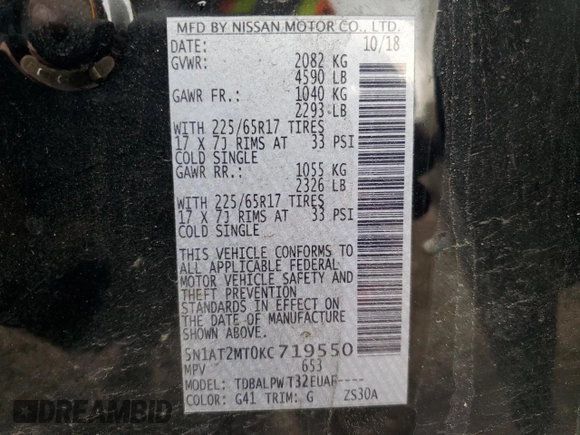 MFD BY NISSAN MOTOR CO., LTD.
DATE: 10/18
GVWR: 2082 KG
4590 LB
GAWR FR.: 1040 KG
2293 LB
WITH 225/65R17 TIRES
17 X 7J RIMS AT 33 PSI
COLD SINGLE
GAWR RR.: 1055 KG
2326 LB
WITH 225/65R17 TIRES
17 X 7J RIMS AT 33 PSI
COLD SINGLE
THIS VEHICLE CONFORMS TO
ALL APPLICABLE FEDERAL
MOTOR VEHICLE SAFETY AND
THEFT PREVENTION
STANDARDS IN EFFECT ON
THE DATE OF MANUFACTURE
SHOWN ABOVE.
5N1AT2MT0KC719550
MPV 653
MODEL: TDBALPW T32EUAF----
COLOR: G41 TRIM: G ZS30A
AUTOBIDMASTER